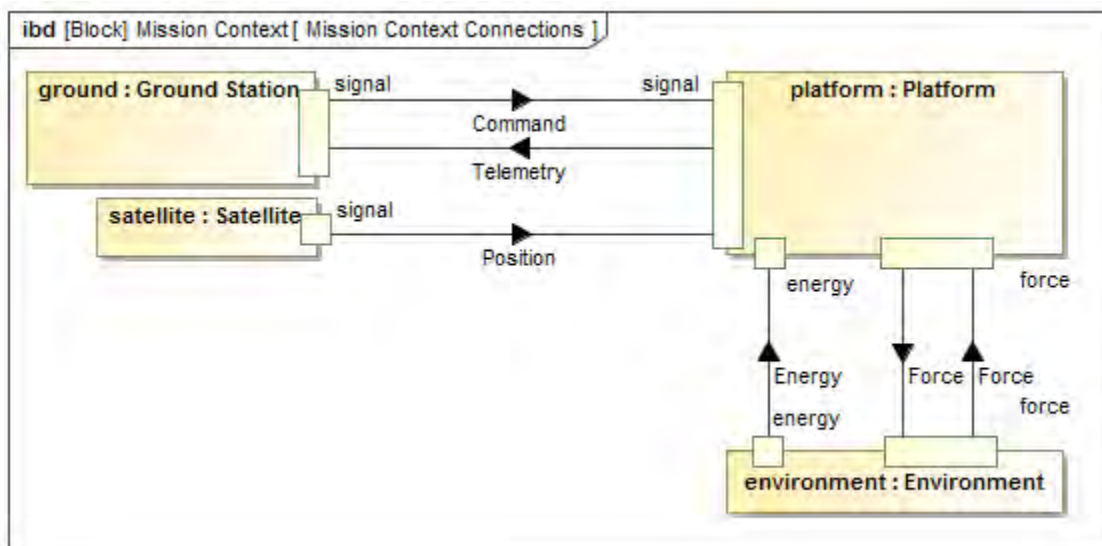 ibd [Block] Mission Context [ Mission Context Connections ]
ground : Ground Station
signal
signal
platform : Platform
Command
Telemetry
satellite : Satellite
signal
Position
energy
force
Energy
Force
Force
energy
force
environment : Environment